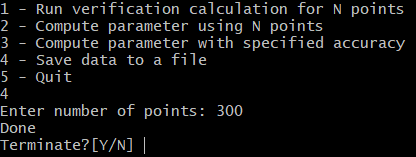 1 - Run verification calculation for N points
2 - Compute parameter using N points
3 - Compute parameter with specified accuracy
4 - Save data to a file
5 - Quit
4
Enter number of points: 300
Done
Terminate?[Y/N]